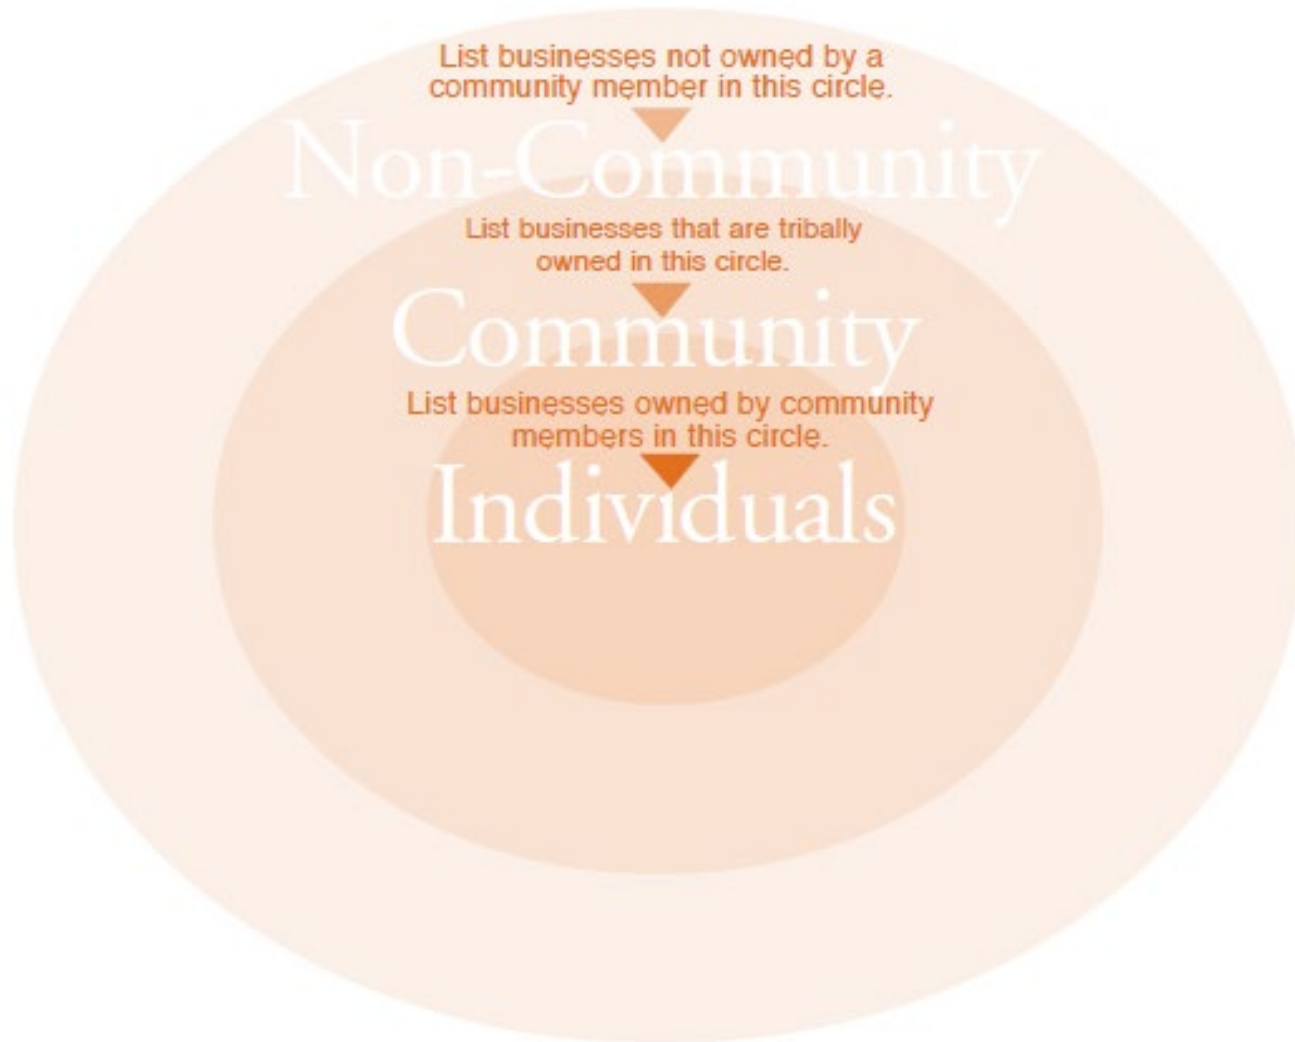 List businesses not owned by a
community member in this circle.
Non-Community
List businesses that are tribally
owned in this circle.
Community
List businesses owned by community
members in this circle.
Individuals